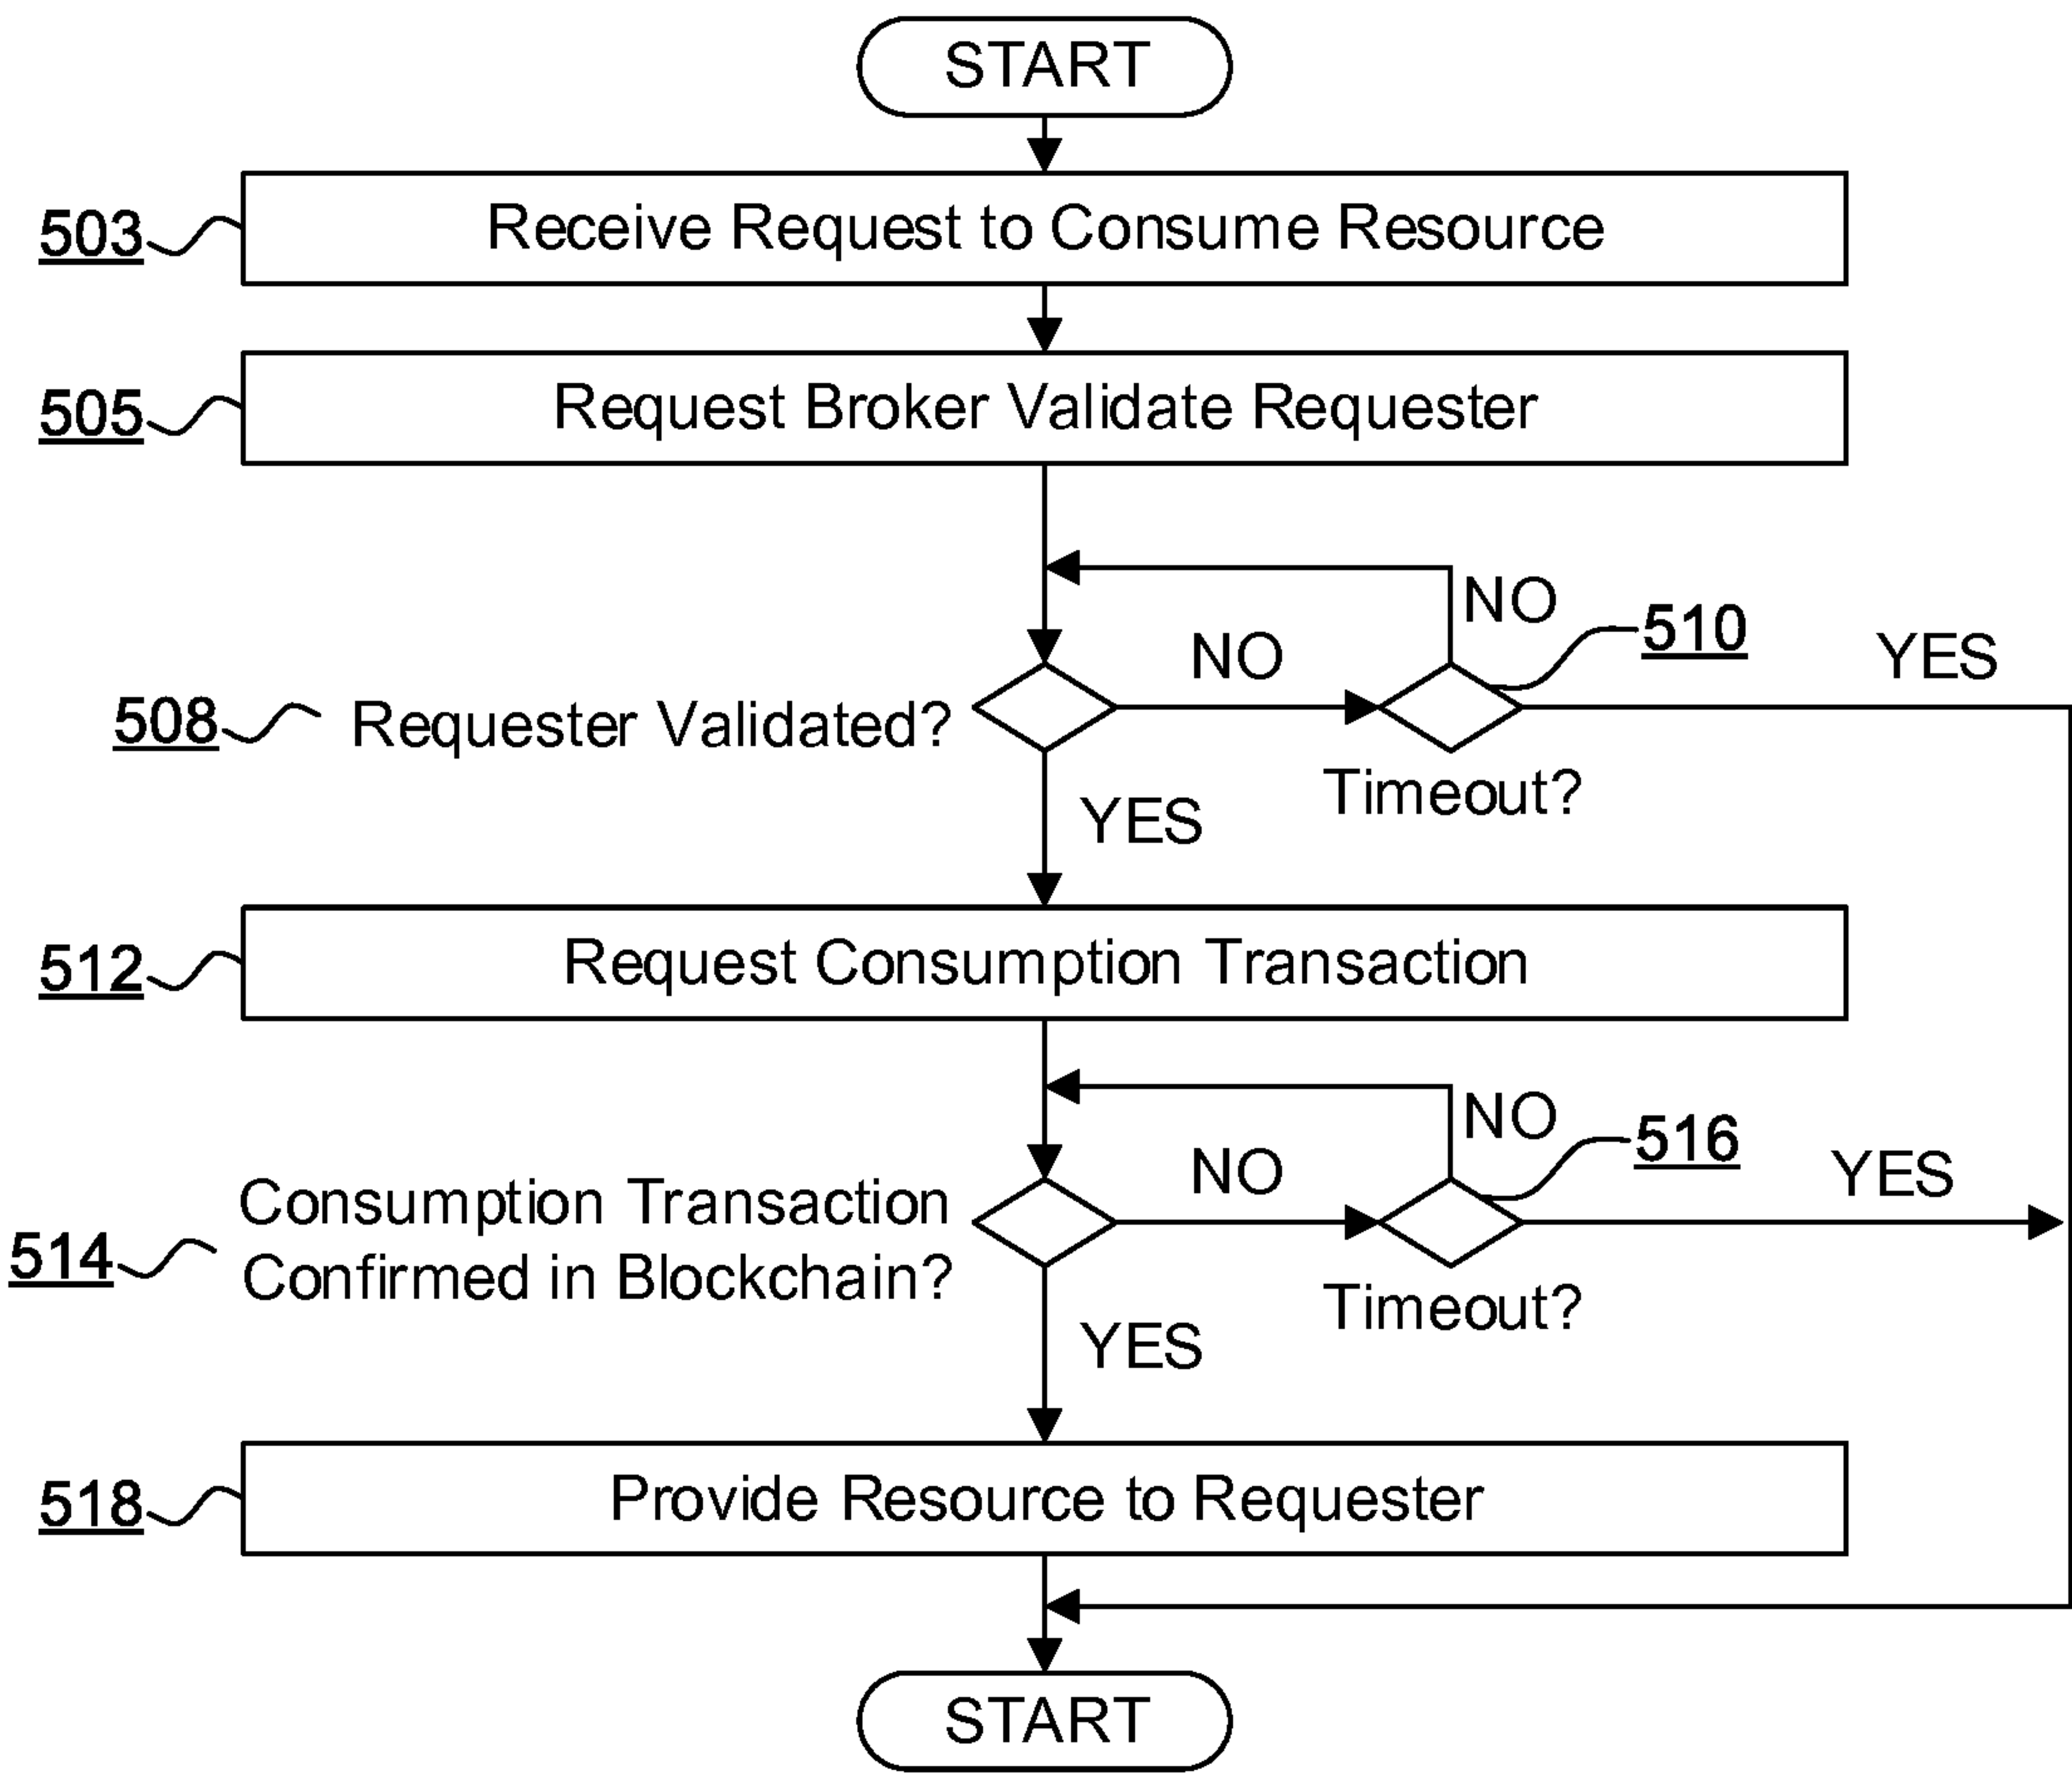 START
503
Receive Request to Consume Resource
505
Request Broker Validate Requester
NO
510
NO
YES
508
Requester Validated?
Timeout?
YES
512
Request Consumption Transaction
NO
516
NO
YES
514
Consumption Transaction
Confirmed in Blockchain?
Timeout?
YES
518
Provide Resource to Requester
START